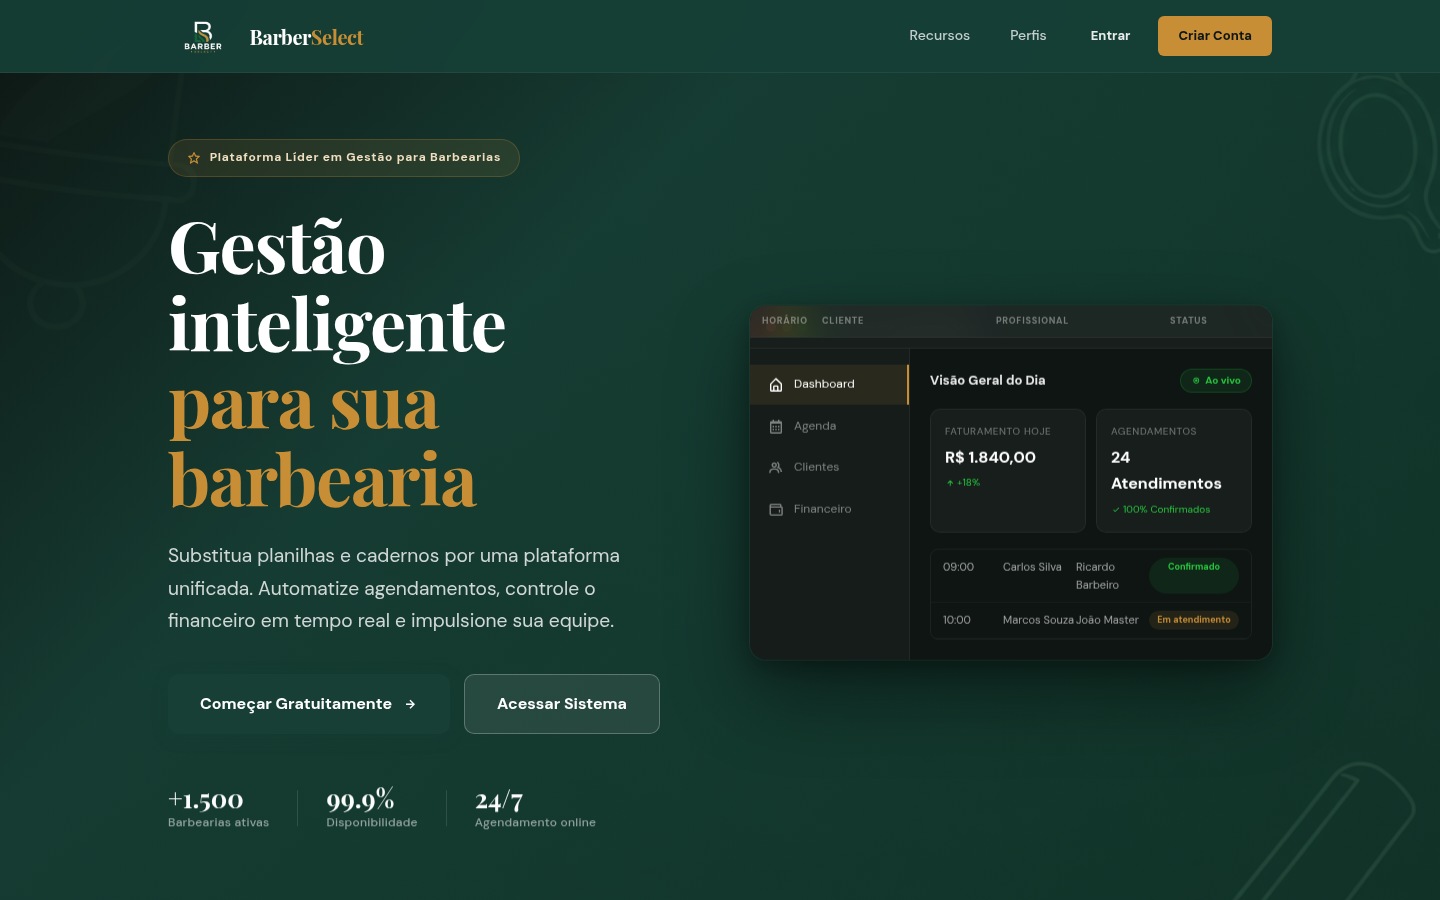 BARBER
BarberSelect
Recursos
Perfis
Entrar
Criar Conta
Plataforma Líder em Gestão para Barbearias
Gestão
inteligente
para sua
barbearia
Substitua planilhas e cadernos por uma plataforma
unificada. Automatize agendamentos, controle o
financeiro em tempo real e impulsione sua equipe.
Começar Gratuitamente →
Acessar Sistema
+1.500
Barbearias ativas
99.9%
Disponibilidade
24/7
Agendamento online
HORÁRIO CLIENTE PROFISSIONAL STATUS
Dashboard
Agenda
Clientes
Financeiro
Visão Geral do Dia
Ao vivo
FATURAMENTO HOJE
R$ 1.840,00
+18%
AGENDAMENTOS
24
Atendimentos
100% Confirmados
09:00 Carlos Silva Ricardo
Barbeiro
Confirmado
10:00 Marcos Souza João Master Em atendimento